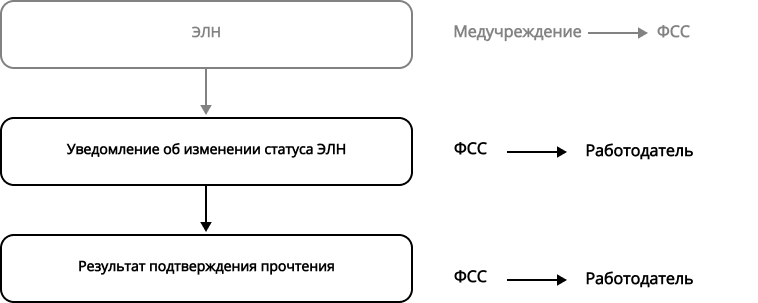 ЭЛН
Медучреждение ФСС
Уведомление об изменении статуса ЭЛН
ФСС Работодатель
Результат подтверждения прочтения
ФСС Работодатель